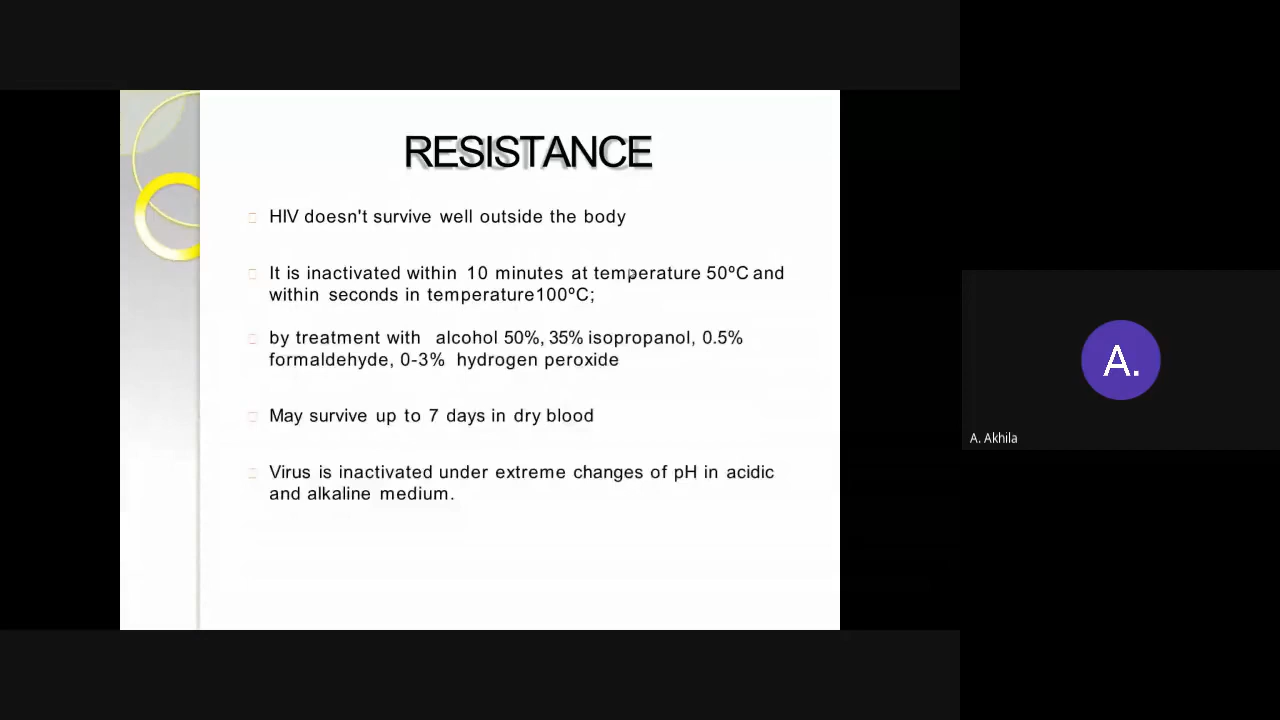 RESISTANCE
HIV doesn't survive well outside the body
It is inactivated within 10 minutes at temperature 50ºC and
within seconds in temperature100ºC;
by treatment with alcohol 50%, 35% isopropanol, 0.5%
formaldehyde, 0-3% hydrogen peroxide
May survive up to 7 days in dry blood
Virus is inactivated under extreme changes of pH in acidic
and alkaline medium.
A.
A. Akhila